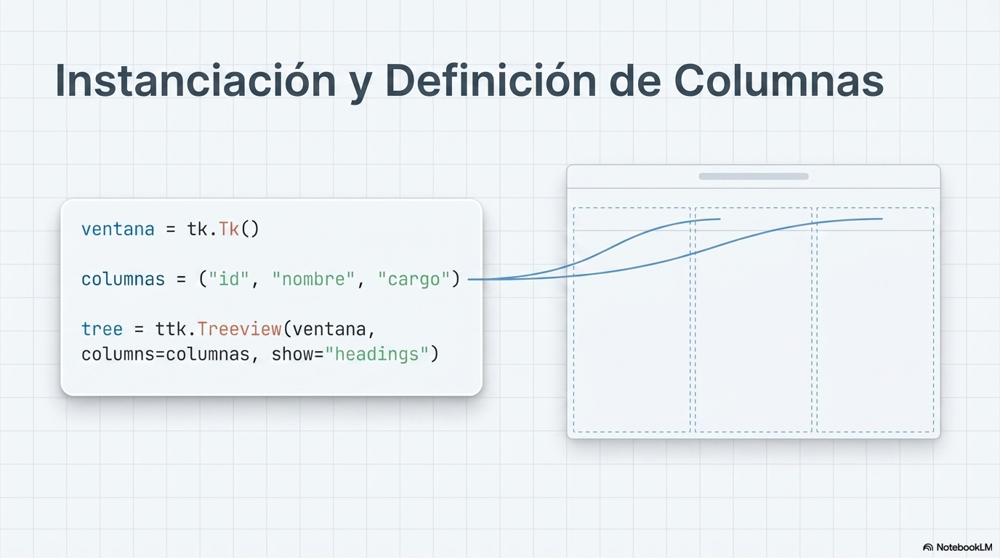 Instanciación y Definición de Columnas
ventana = tk.Tk()
columnas = ("id", "nombre", "cargo")
tree = ttk.Treeview(ventana,
columns=columnas, show="headings")
NotebookLM